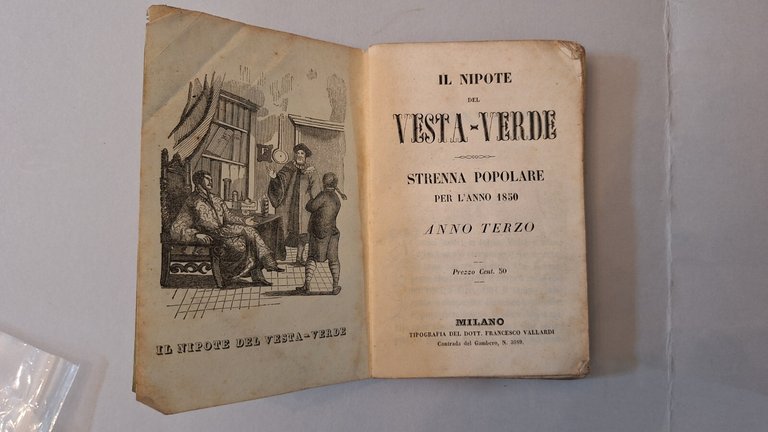 IL NIPOTE DEL VESTA-VERDE
IL NIPOTE
DEL
VESTA-VERDE
STRENNA POPOLARE
PER L'ANNO 1850
ANNO TERZO
Prezzo Cent. 50
MILANO
TIPOGRAFIA DEL DOTT. FRANCESCO VALLARDI
Contrada del Gambero, N.